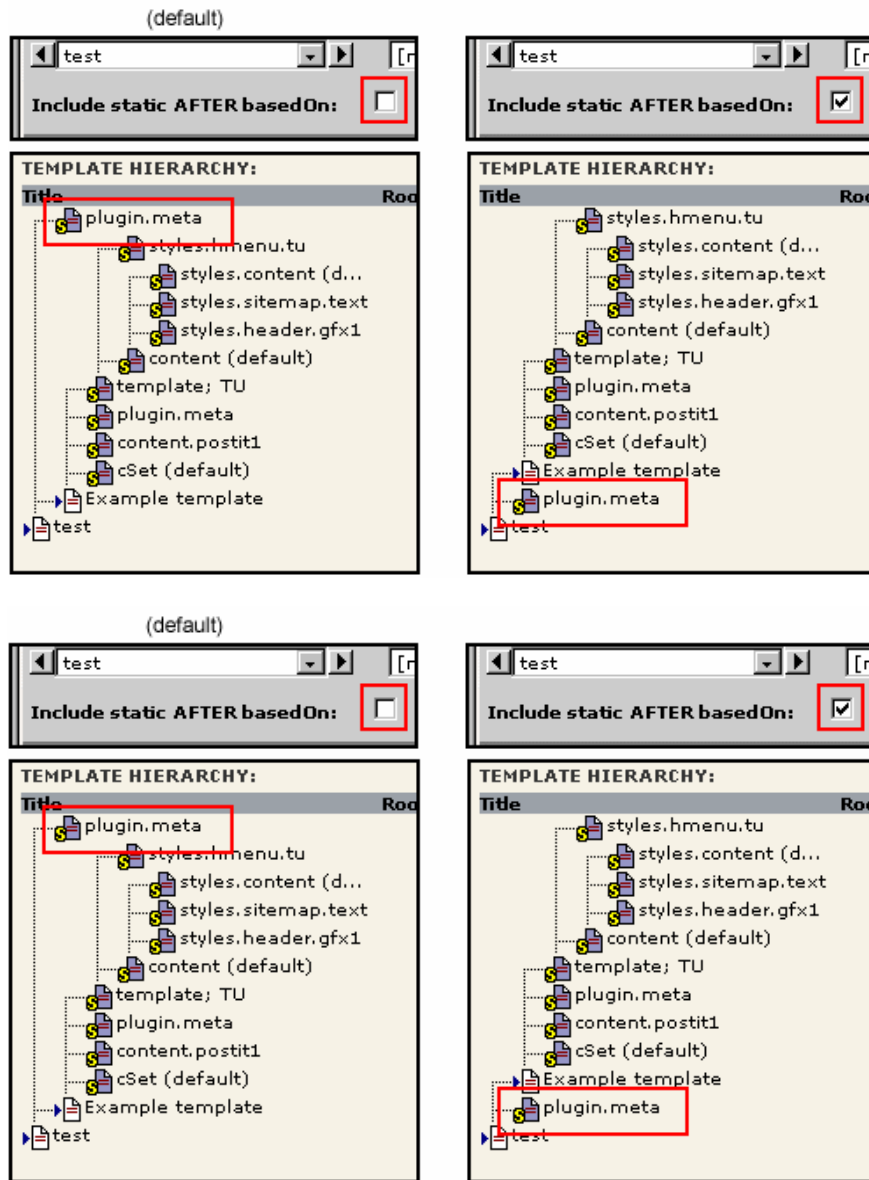 (default)
test
[r
Include static AFTER basedOn:
TEMPLATE HIERARCHY:
Title Roo
plugin.meta
styles.hmenu.tu
styles.content (d...
styles.sitemap.text
styles.header.gfx1
content (default)
template; TU
plugin.meta
content.postit1
cSet (default)
Example template
test
test
[r
Include static AFTER basedOn:
TEMPLATE HIERARCHY:
Title Roo
styles.hmenu.tu
styles.content (d...
styles.sitemap.text
styles.header.gfx1
content (default)
template; TU
plugin.meta
content.postit1
cSet (default)
Example template
plugin.meta
test
(default)
test
[r
Include static AFTER basedOn:
TEMPLATE HIERARCHY:
Title Roo
plugin.meta
styles.hmenu.tu
styles.content (d...
styles.sitemap.text
styles.header.gfx1
content (default)
template; TU
plugin.meta
content.postit1
cSet (default)
Example template
test
test
[r
Include static AFTER basedOn:
TEMPLATE HIERARCHY:
Title Roo
styles.hmenu.tu
styles.content (d...
styles.sitemap.text
styles.header.gfx1
content (default)
template; TU
plugin.meta
content.postit1
cSet (default)
Example template
plugin.meta
test